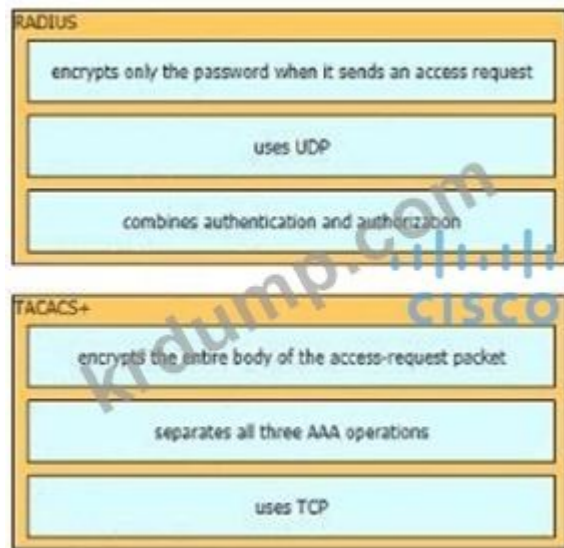 RADIUS
encrypts only the password when it sends an access request
uses UDP
combines authentication and authorization
CISCO
TACACS+
encrypts the entire body of the access-request packet
separates all three AAA operations
uses TCP
krdump.com